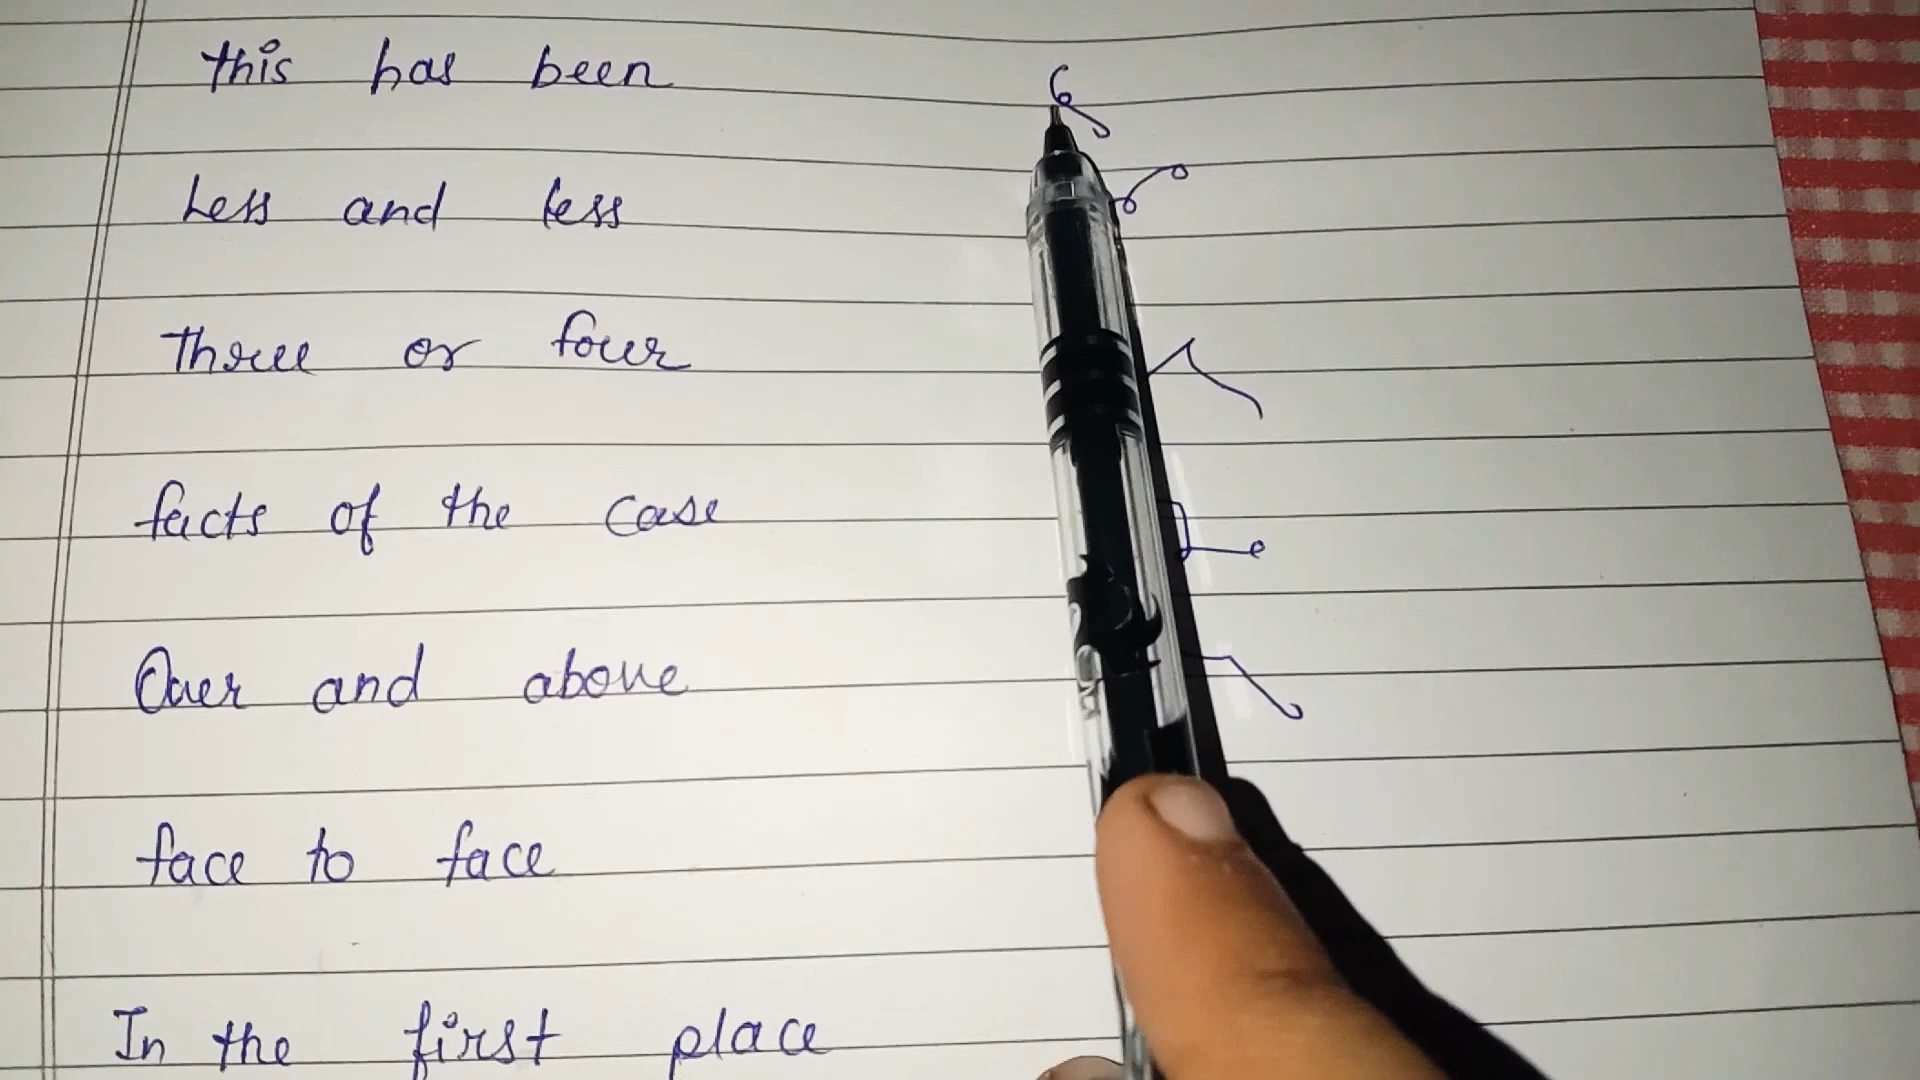 this has been
Less and less
Three or four
facts of the case
Over and above
face to face
In the first place